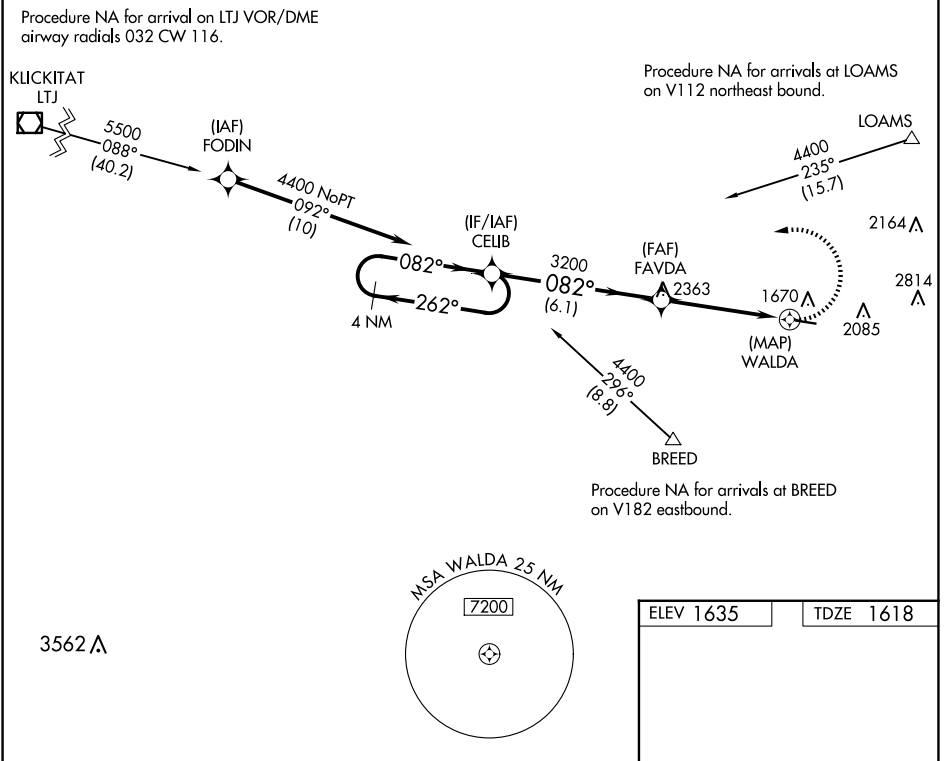 Procedure NA for arrival on LTJ VOR/DME
airway radials 032 CW 116.
KLICKITAT
LTJ
5500
088°
(40.2)
(IAF)
FODIN
4400 NoPT
092°
(10)
Procedure NA for arrivals at LOAMS
on V112 northeast bound.
LOAMS
4400
235°
(15.7)
2164
2814
2085
1670
(IF/IAF)
CELIB
082°
262°
4 NM
3200
082°
(6.1)
(FAF)
FAVDA
2363
(MAP)
WALDA
4400
296°
(8.8)
BREED
Procedure NA for arrivals at BREED
on V182 eastbound.
MSA WALDA 25 NM
7200
3562
ELEV 1635
TDZE 1618